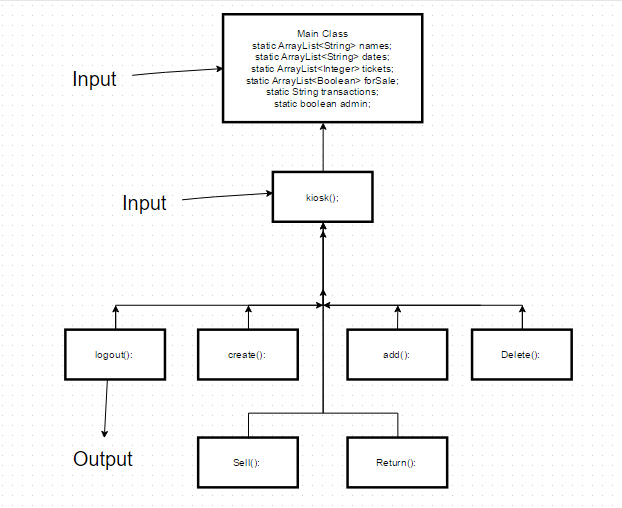 Main Class
static ArrayList<String> names;
static ArrayList<String> dates;
static ArrayList<Integer> tickets;
static ArrayList<Boolean> forSale;
static String transactions;
static boolean admin;
Input
kiosk();
Input
logout():
create():
add():
Delete():
Output
Sell():
Return():